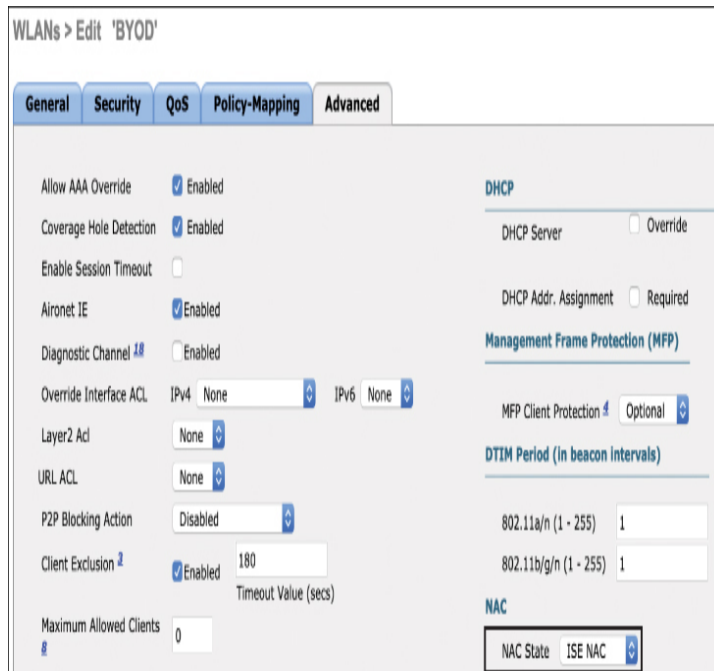 WLANs > Edit 'BYOD'
General Security QoS Policy-Mapping Advanced
Allow AAA Override Enabled
Coverage Hole Detection Enabled
Enable Session Timeout
Aironet IE Enabled
Diagnostic Channel 18 Enabled
Override Interface ACL IPv4 None IPv6 None
Layer2 Acl None
URL ACL None
P2P Blocking Action Disabled
Client Exclusion 3 Enabled 180
Timeout Value (secs)
Maximum Allowed Clients 8 0
DHCP
DHCP Server Override
DHCP Addr. Assignment Required
Management Frame Protection (MFP)
MFP Client Protection 4 Optional
DTIM Period (in beacon intervals)
802.11a/n (1 - 255) 1
802.11b/g/n (1 - 255) 1
NAC
NAC State ISE NAC